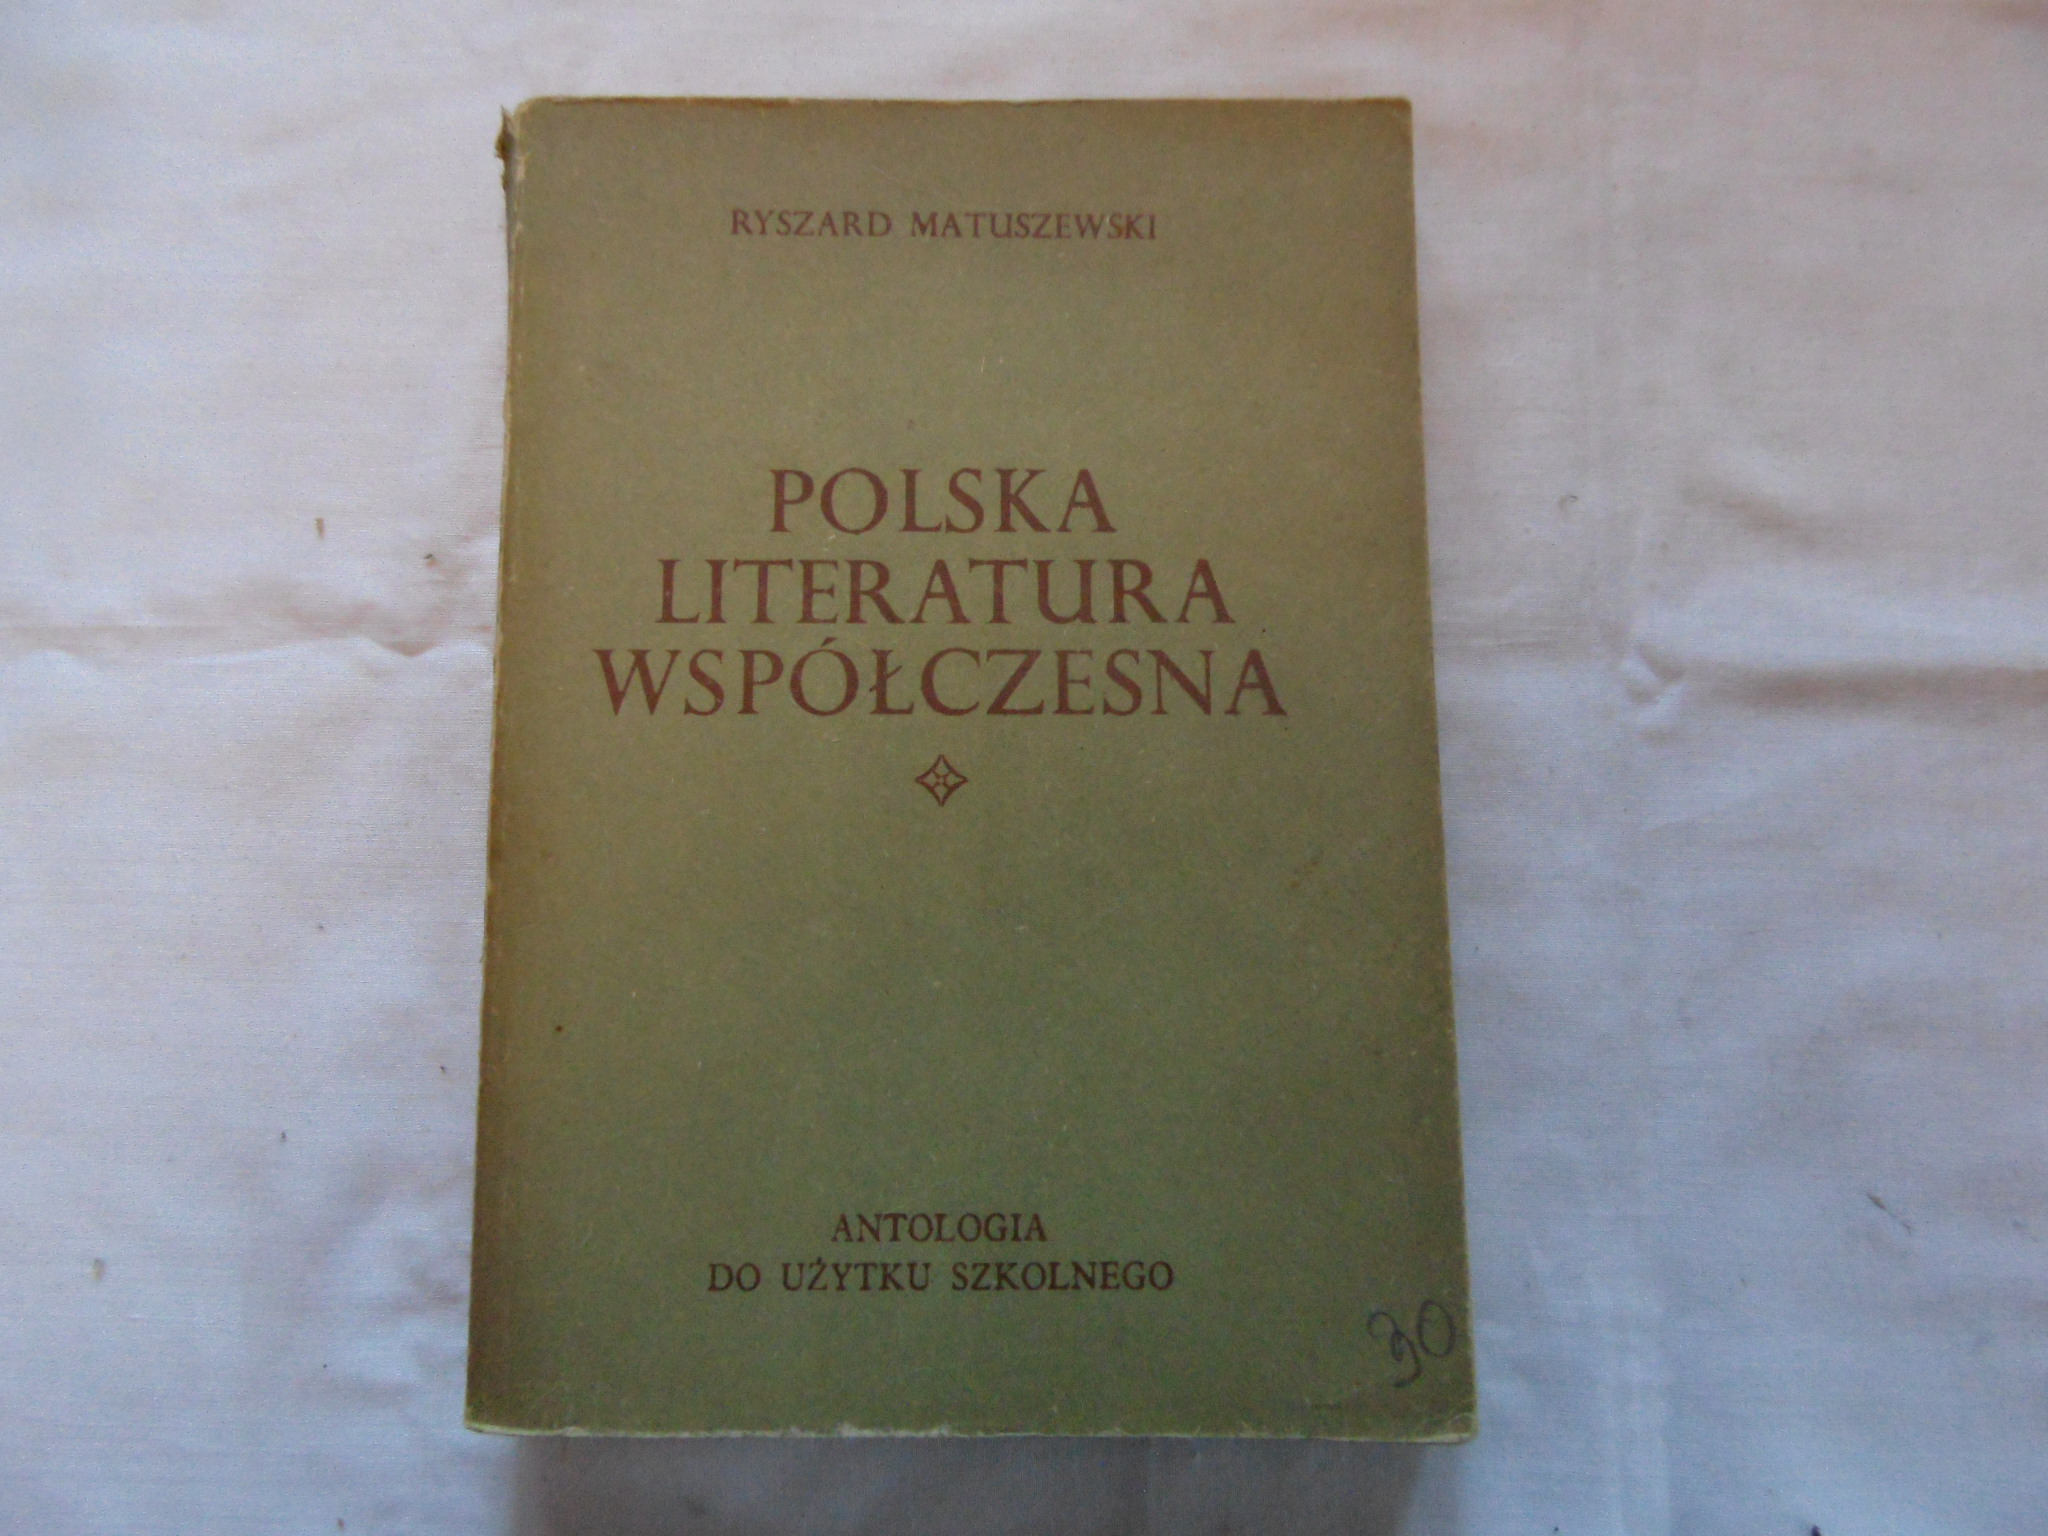 RYSZARD MATUSZEWSKI
POLSKA
LITERATURA
WSPÓŁCZESNA
ANTOLOGIA
DO UŻYTKU SZKOLNEGO
30